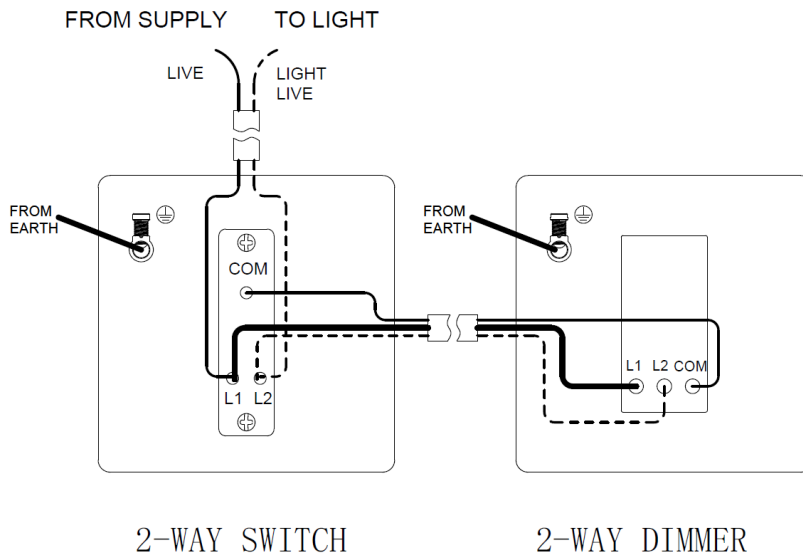 FROM SUPPLY
TO LIGHT
LIVE
LIGHT
LIVE
FROM
EARTH
COM
L1
L2
FROM
EARTH
L1
L2
COM
2-WAY SWITCH
2-WAY DIMMER